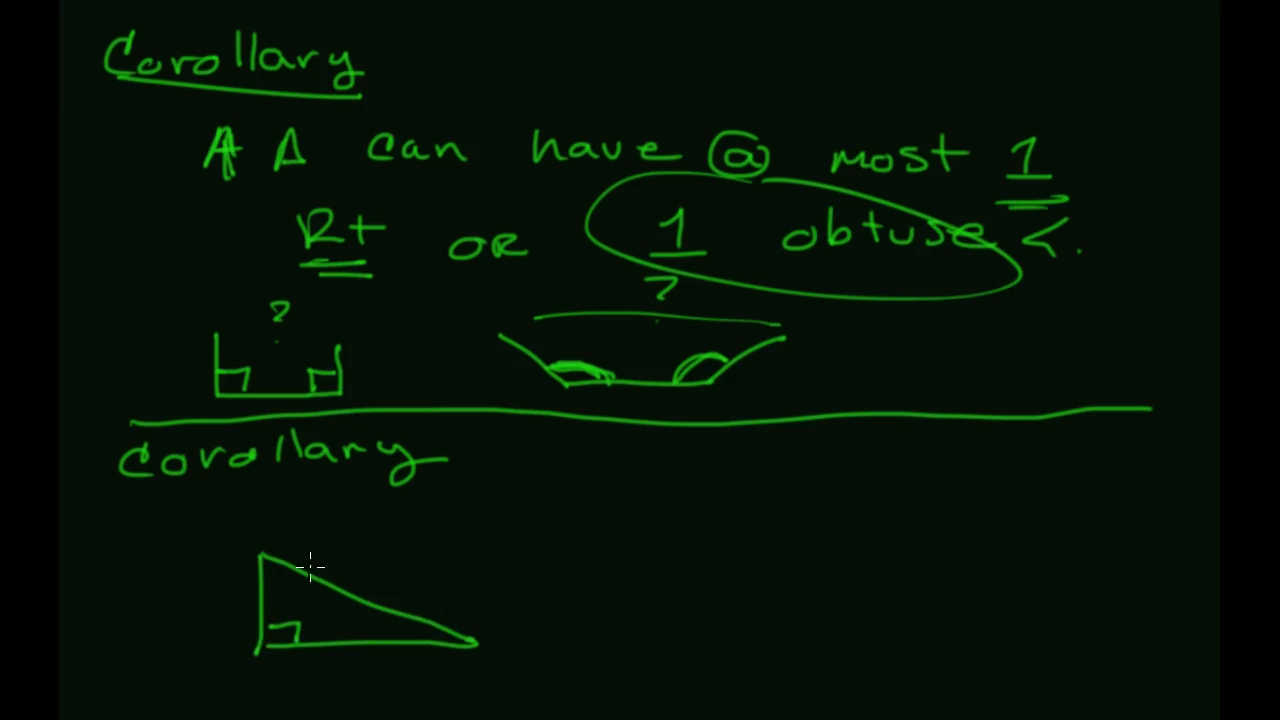 Corollary
A Δ can have @ most 1
Rt OR 1 obtuse <.
?
?
Corollary